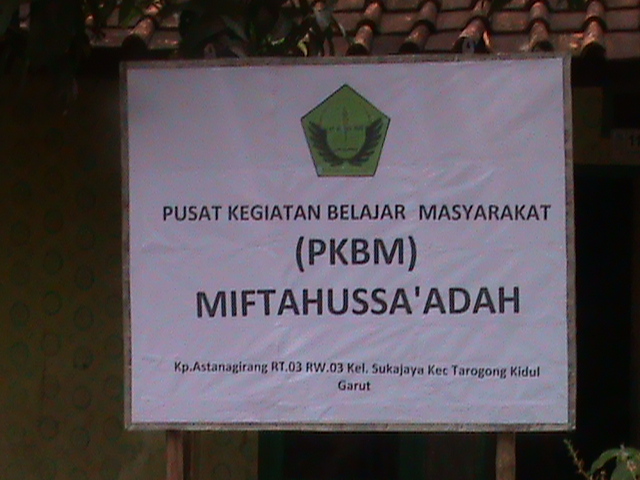 PUSAT KEGIATAN BELAJAR MASYARAKAT
(PKBM)
MIFTAHUSSA'ADAH
Kp.Astanagirang RT.03 RW.03 Kel. Sukajaya Kec Tarogong Kidul
Garut